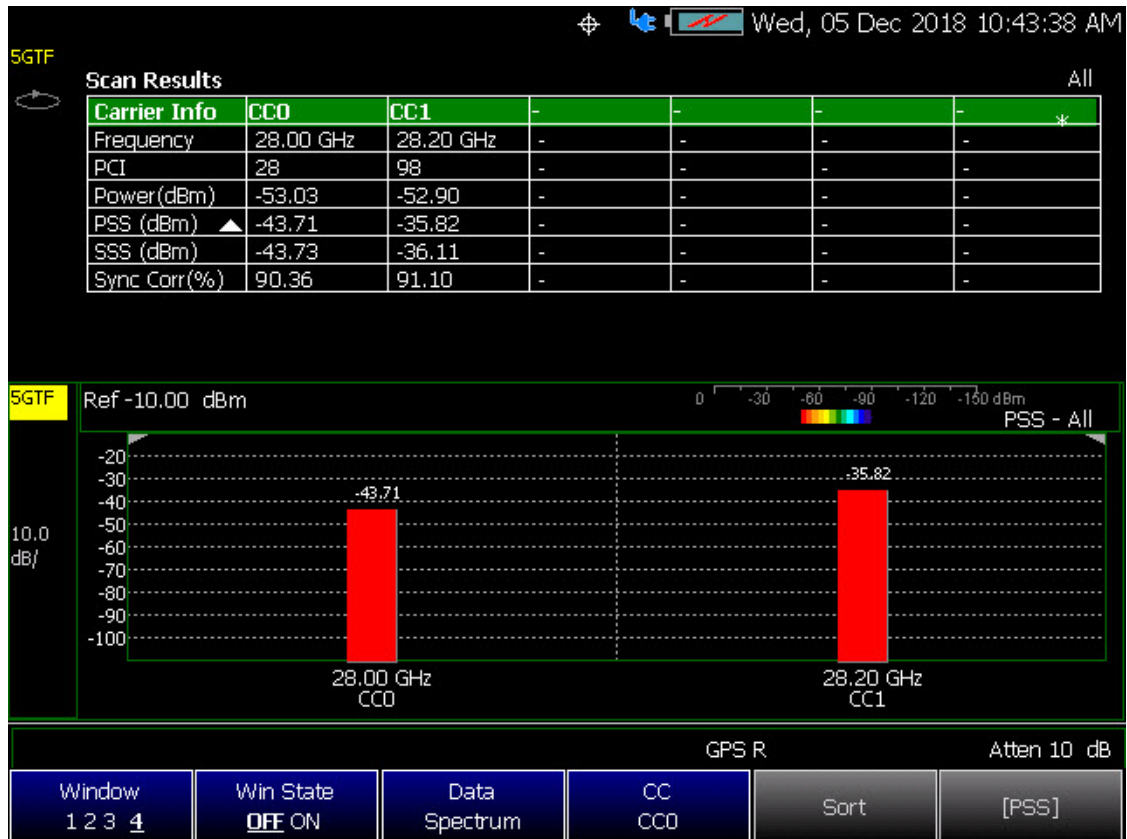 Wed, 05 Dec 2018 10:43:38 AM
5GTF
Scan Results All
Carrier Info CC0 CC1 - - - - *
Frequency 28.00 GHz 28.20 GHz - - - -
PCI 28 98 - - - -
Power(dBm) -53.03 -52.90 - - - -
PSS (dBm) -43.71 -35.82 - - - -
SSS (dBm) -43.73 -36.11 - - - -
Sync Corr(%) 90.36 91.10 - - - -
5GTF Ref -10.00 dBm 0 -30 -60 -90 -120 -150 dBm
PSS - All
-20
-30 -35.82
-40 -43.71
-50
10.0 dB/
-60
-70
-80
-90
-100
28.00 GHz 28.20 GHz
CC0 CC1
GPS R Atten 10 dB
Window Win State Data CC Sort [PSS]
1 2 3 4 OFF ON Spectrum CC0